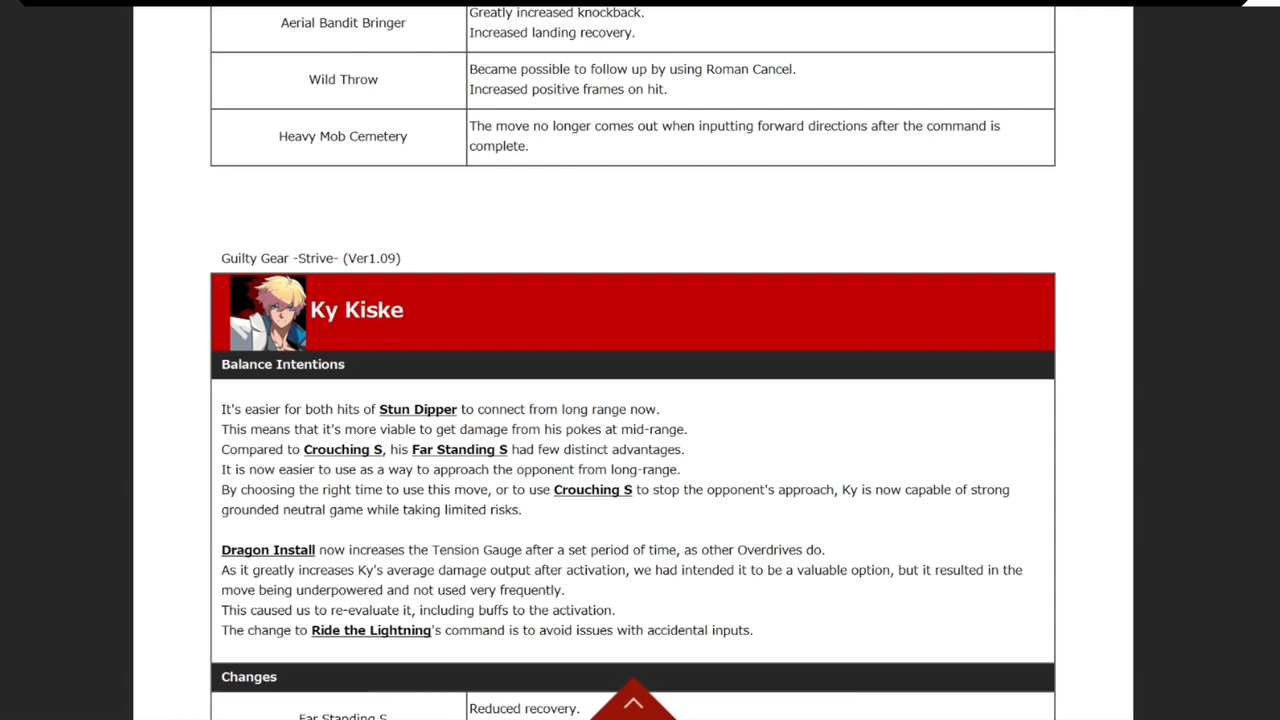 Aerial Bandit Bringer
Greatly increased knockback.
Increased landing recovery.
Wild Throw
Became possible to follow up by using Roman Cancel.
Increased positive frames on hit.
Heavy Mob Cemetery
The move no longer comes out when inputting forward directions after the command is
complete.
Guilty Gear -Strive- (Ver1.09)
Ky Kiske
Balance Intentions
It's easier for both hits of Stun Dipper to connect from long range now.
This means that it's more viable to get damage from his pokes at mid-range.
Compared to Crouching S, his Far Standing S had few distinct advantages.
It is now easier to use as a way to approach the opponent from long-range.
By choosing the right time to use this move, or to use Crouching S to stop the opponent's approach, Ky is now capable of strong
grounded neutral game while taking limited risks.
Dragon Install now increases the Tension Gauge after a set period of time, as other Overdrives do.
As it greatly increases Ky's average damage output after activation, we had intended it to be a valuable option, but it resulted in the
move being underpowered and not used very frequently.
This caused us to re-evaluate it, including buffs to the activation.
The change to Ride the Lightning's command is to avoid issues with accidental inputs.
Changes
Far Standing S
Reduced recovery.